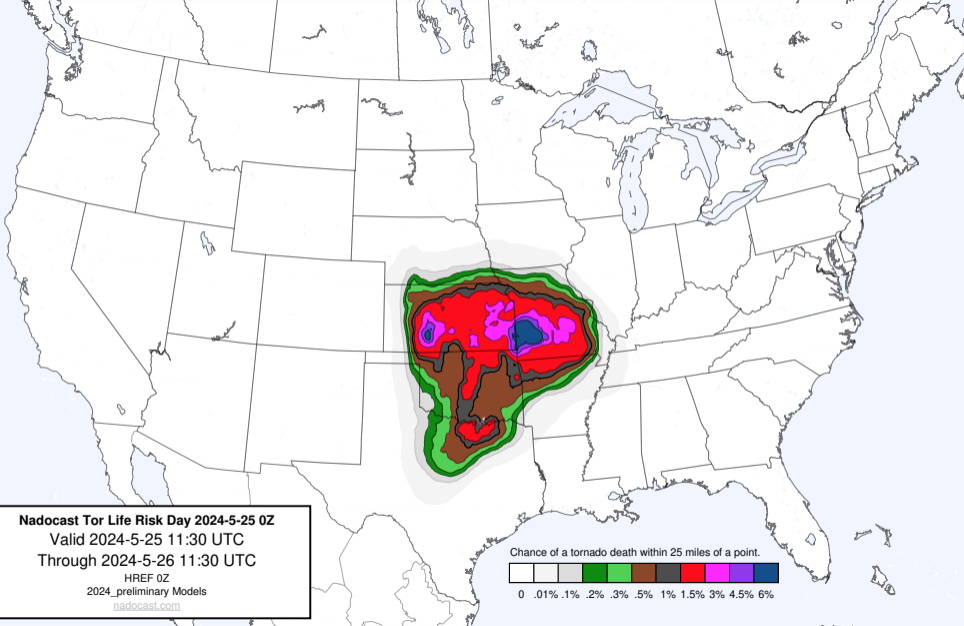 Nadocast Tor Life Risk Day 2024-5-25 0Z
Valid 2024-5-25 11:30 UTC
Through 2024-5-26 11:30 UTC
HREF 0Z
2024_preliminary Models
nadocast.com
Chance of a tornado death within 25 miles of a point.
0 .01% .1% .2% .3% .5% 1% 1.5% 3% 4.5% 6%